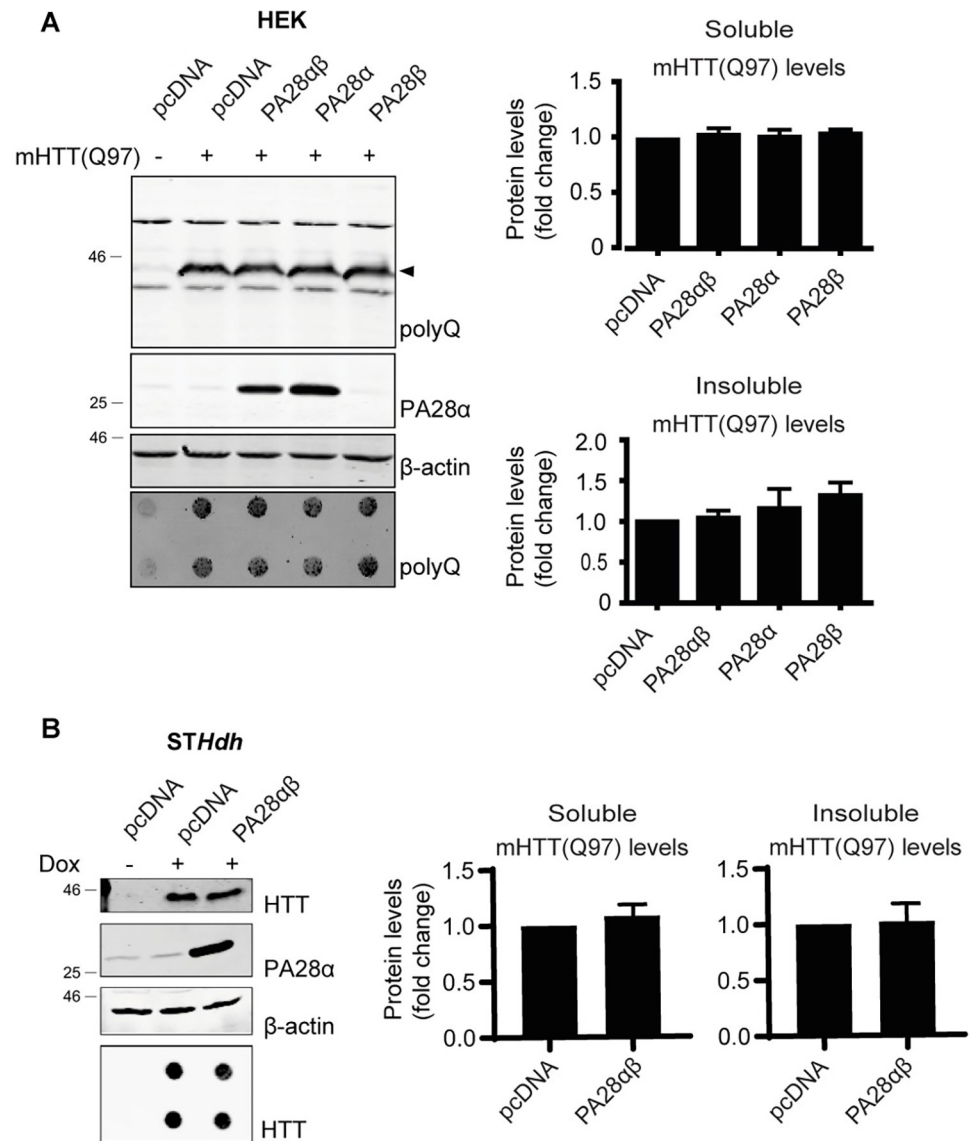 A
HEK
pcDNA
pcDNA
PA28αβ
PA28α
PA28β
mHTT(Q97) - + + + +
46
polyQ
25
PA28α
46
β-actin
polyQ
Soluble
mHTT(Q97) levels
Protein levels
(fold change)
1.5
1.0
0.5
0
pcDNA
PA28αβ
PA28α
PA28β
Insoluble
mHTT(Q97) levels
Protein levels
(fold change)
2.0
1.5
1.0
0.5
0
pcDNA
PA28αβ
PA28α
PA28β
B
STHdh
pcDNA
pcDNA
PA28αβ
Dox - + +
46
HTT
PA28α
25
46
β-actin
HTT
Soluble
mHTT(Q97) levels
Protein levels
(fold change)
1.5
1.0
0.5
0.0
pcDNA
PA28αβ
Insoluble
mHTT(Q97) levels
1.5
1.0
0.5
0.0
pcDNA
PA28αβ